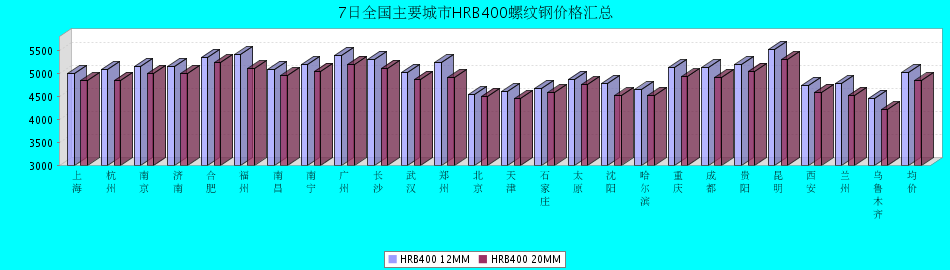 7日全国主要城市HRB400螺纹钢价格汇总
5500
5000
4500
4000
3500
3000
上海
杭州
南京
济南
合肥
福州
南昌
南宁
广州
长沙
武汉
郑州
北京
天津
石家庄
太原
沈阳
哈尔滨
重庆
成都
贵阳
昆明
西安
兰州
乌鲁木齐
均价
HRB400 12MM
HRB400 20MM